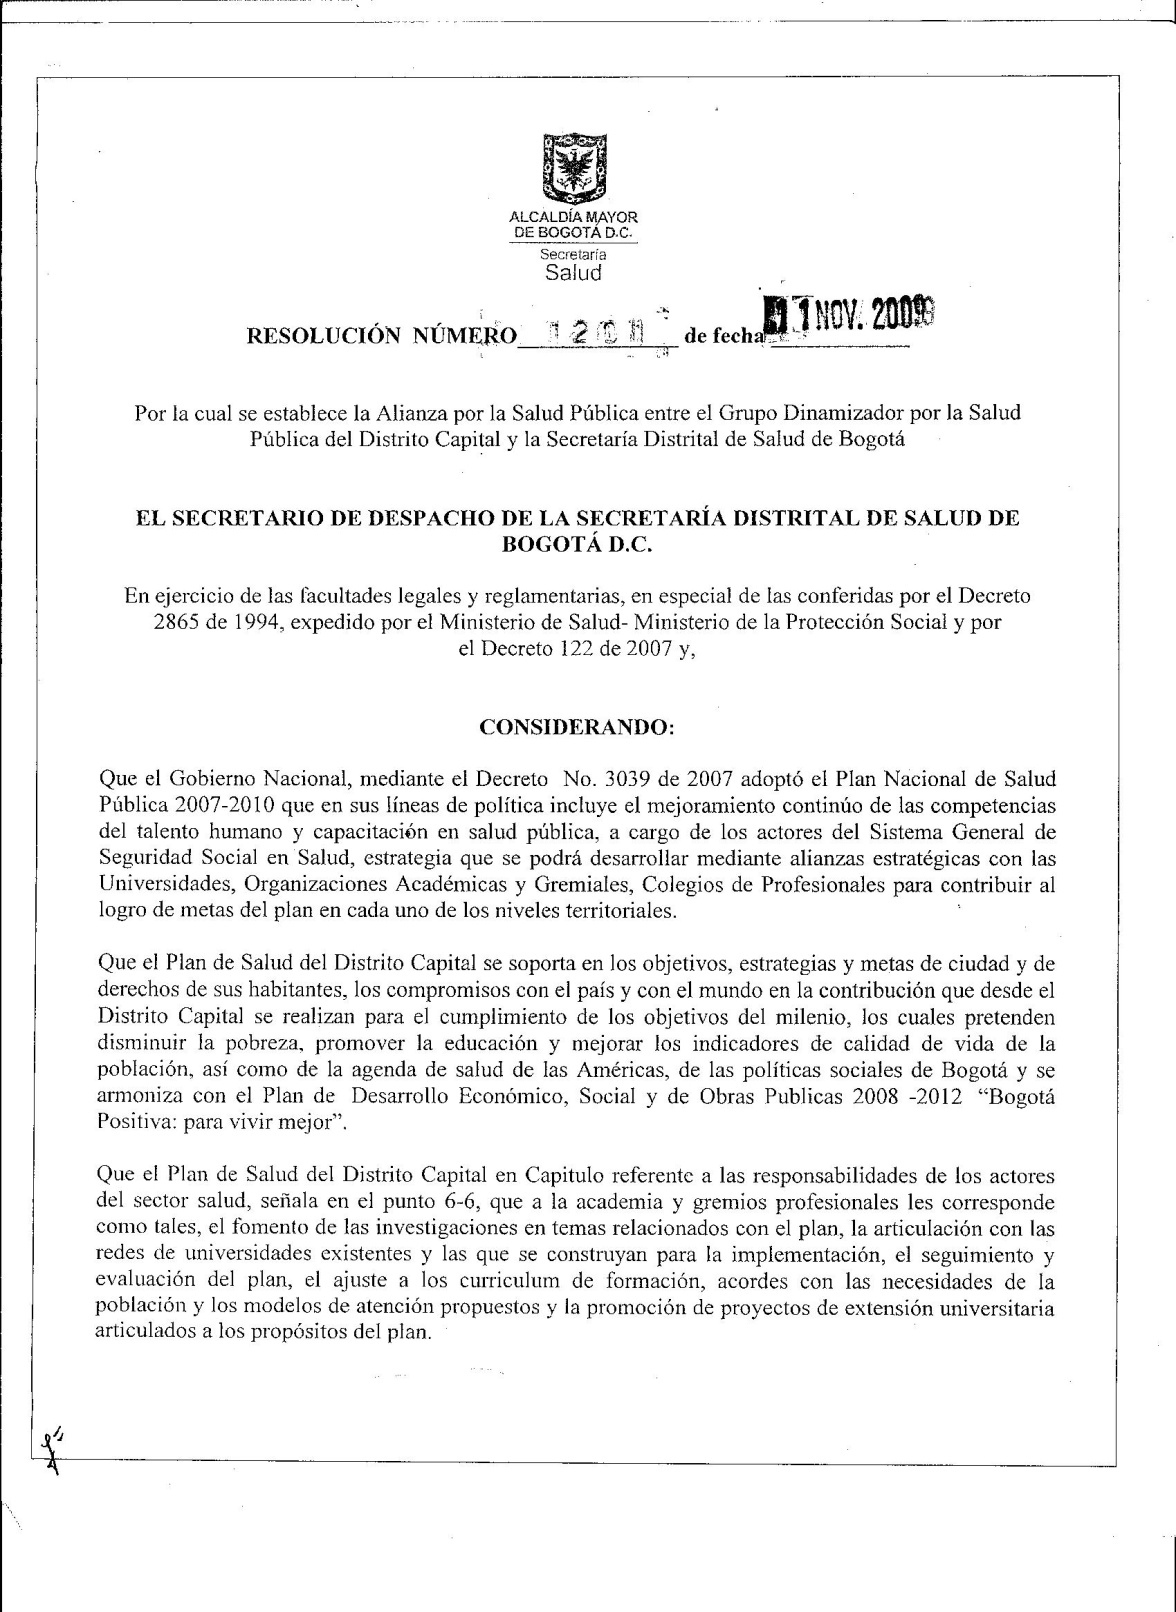 ALCALDÍA MAYOR
DE BOGOTÁ D.C.
Secretaría
Salud
RESOLUCIÓN NÚMERO de fecha NOV. 2009
Por la cual se establece la Alianza por la Salud Pública entre el Grupo Dinamizador por la Salud
Pública del Distrito Capital y la Secretaría Distrital de Salud de Bogotá
EL SECRETARIO DE DESPACHO DE LA SECRETARÍA DISTRITAL DE SALUD DE
BOGOTÁ D.C.
En ejercicio de las facultades legales y reglamentarias, en especial de las conferidas por el Decreto
2865 de 1994, expedido por el Ministerio de Salud- Ministerio de la Protección Social y por
el Decreto 122 de 2007 y,
CONSIDERANDO:
Que el Gobierno Nacional, mediante el Decreto No. 3039 de 2007 adoptó el Plan Nacional de Salud
Pública 2007-2010 que en sus líneas de política incluye el mejoramiento continúo de las competencias
del talento humano y capacitación en salud pública, a cargo de los actores del Sistema General de
Seguridad Social en Salud, estrategia que se podrá desarrollar mediante alianzas estratégicas con las
Universidades, Organizaciones Académicas y Gremiales, Colegios de Profesionales para contribuir al
logro de metas del plan en cada uno de los niveles territoriales.
Que el Plan de Salud del Distrito Capital se soporta en los objetivos, estrategias y metas de ciudad y de
derechos de sus habitantes, los compromisos con el país y con el mundo en la contribución que desde el
Distrito Capital se realizan para el cumplimiento de los objetivos del milenio, los cuales pretenden
disminuir la pobreza, promover la educación y mejorar los indicadores de calidad de vida de la
población, así como de la agenda de salud de las Américas, de las políticas sociales de Bogotá y se
armoniza con el Plan de Desarrollo Económico, Social y de Obras Publicas 2008 -2012 “Bogotá
Positiva: para vivir mejor”.
Que el Plan de Salud del Distrito Capital en Capitulo referente a las responsabilidades de los actores
del sector salud, señala en el punto 6-6, que a la academia y gremios profesionales les corresponde
como tales, el fomento de las investigaciones en temas relacionados con el plan, la articulación con las
redes de universidades existentes y las que se construyan para la implementación, el seguimiento y
evaluación del plan, el ajuste a los curriculum de formación, acordes con las necesidades de la
población y los modelos de atención propuestos y la promoción de proyectos de extensión universitaria
articulados a los propósitos del plan.